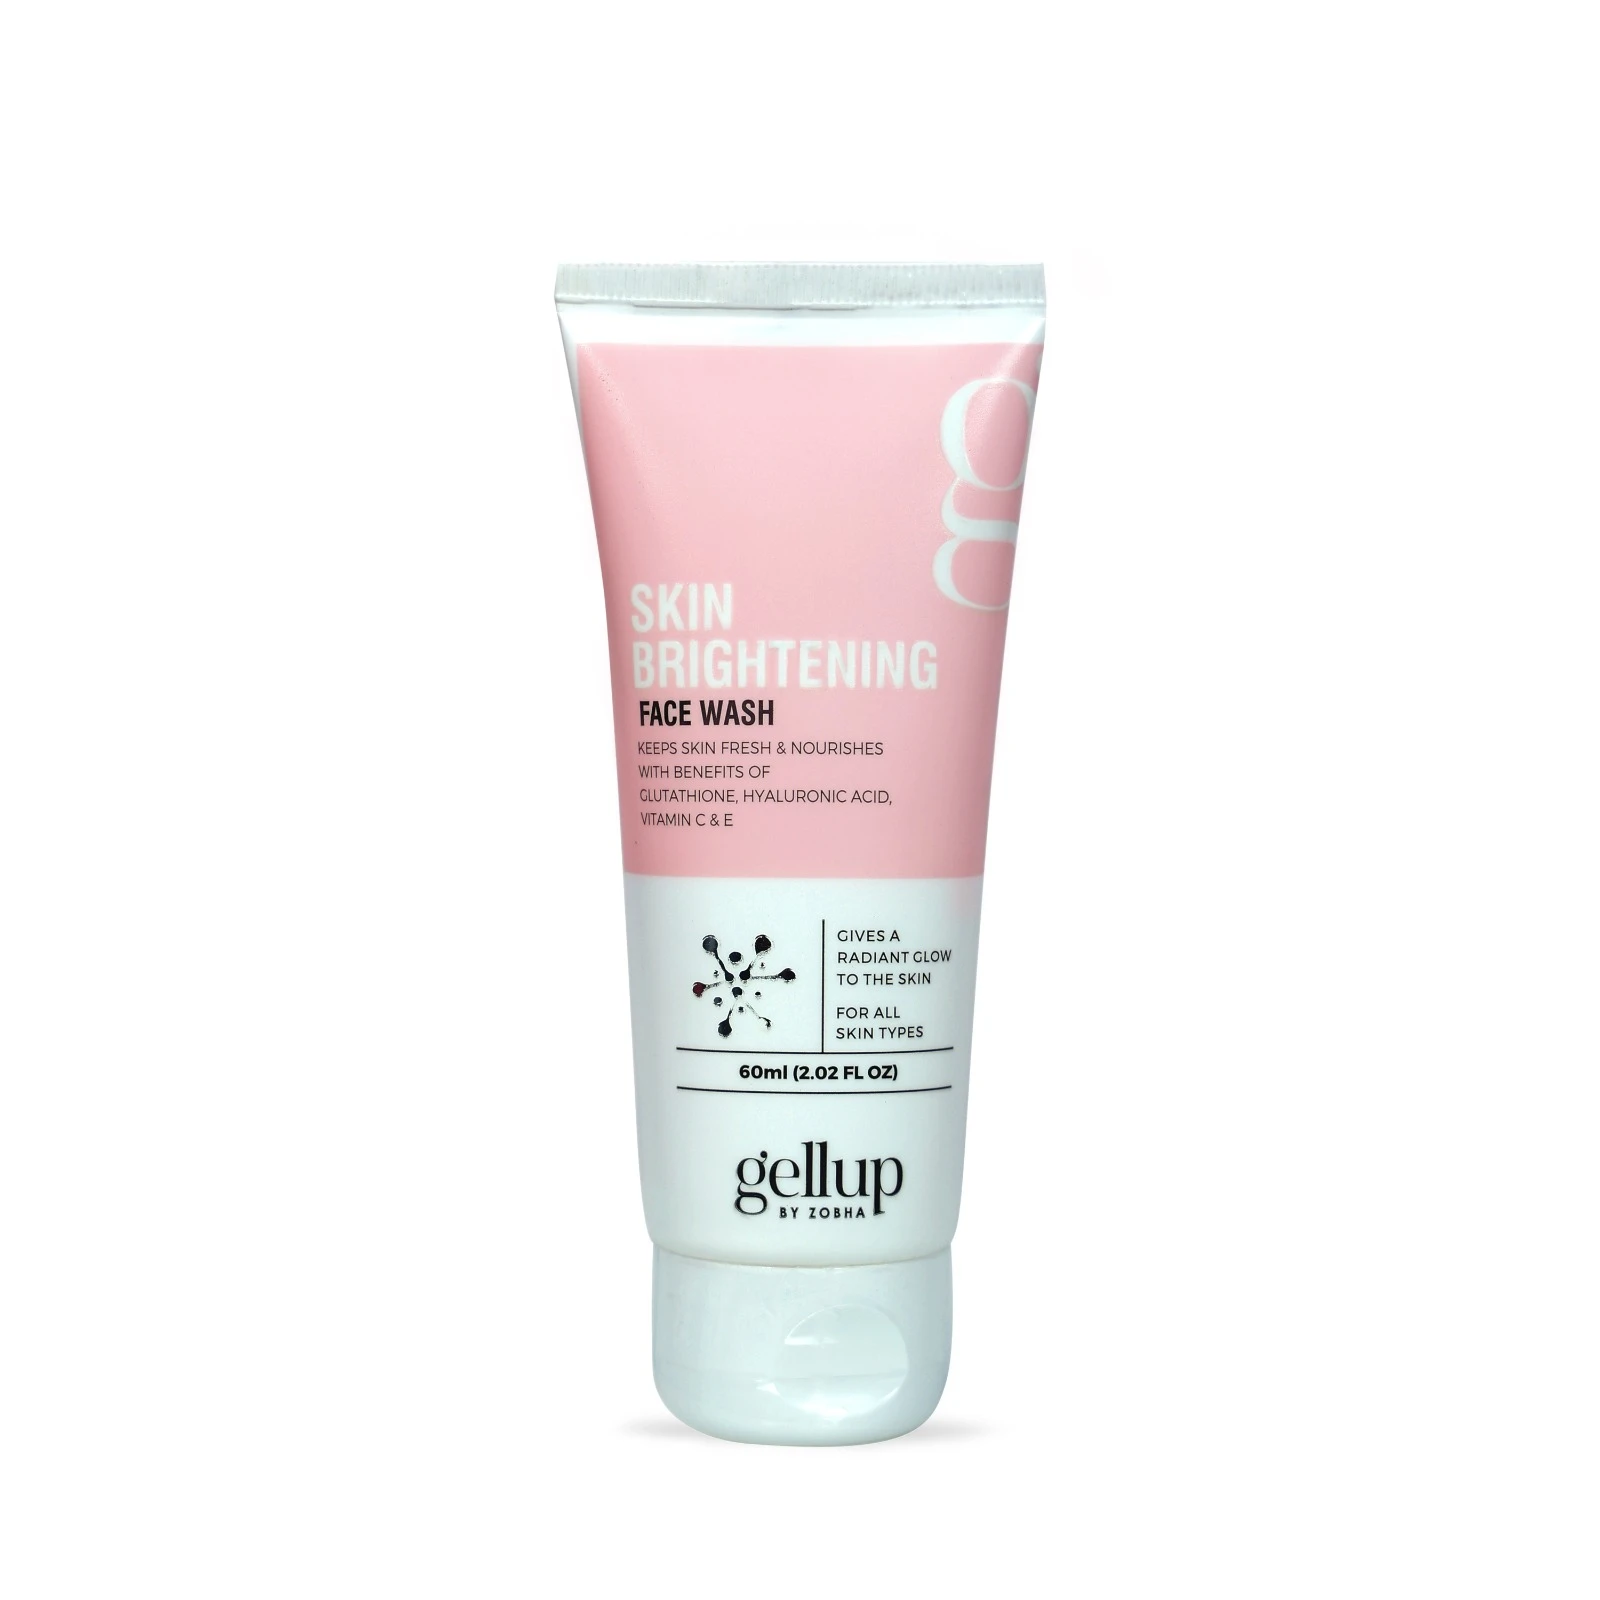 g
SKIN
BRIGHTENING
FACE WASH
KEEPS SKIN FRESH & NOURISHES
WITH BENEFITS OF
GLUTATHIONE, HYALURONIC ACID,
VITAMIN C & E
GIVES A
RADIANT GLOW
TO THE SKIN
FOR ALL
SKIN TYPES
60ml (2.02 FL OZ)
gellup
BY ZOBHA